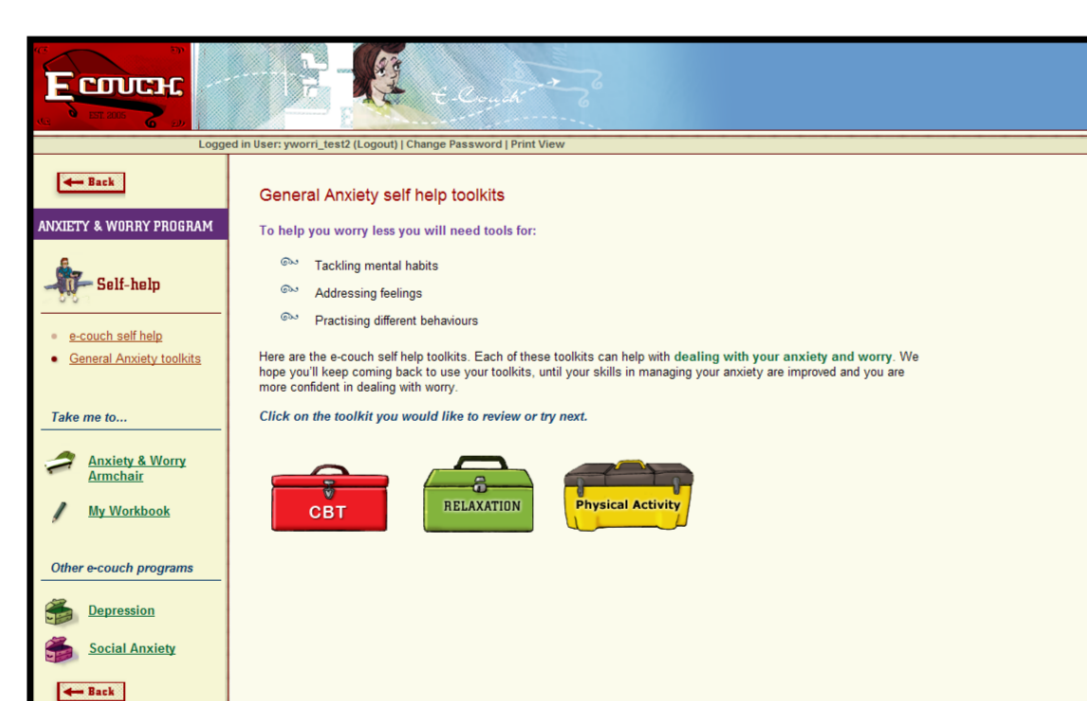 E COUCH
EST 2005
E-Couch
Logged in User: yworri_test2 (Logout) | Change Password | Print View
Back
ANXIETY & WORRY PROGRAM
Self-help
e-couch self help
General Anxiety toolkits
Take me to...
Anxiety & Worry
Armchair
My Workbook
Other e-couch programs
Depression
Social Anxiety
Back
General Anxiety self help toolkits
To help you worry less you will need tools for:
Tackling mental habits
Addressing feelings
Practising different behaviours
Here are the e-couch self help toolkits. Each of these toolkits can help with dealing with your anxiety and worry. We
hope you'll keep coming back to use your toolkits, until your skills in managing your anxiety are improved and you are
more confident in dealing with worry.
Click on the toolkit you would like to review or try next.
CBT
RELAXATION
Physical Activity